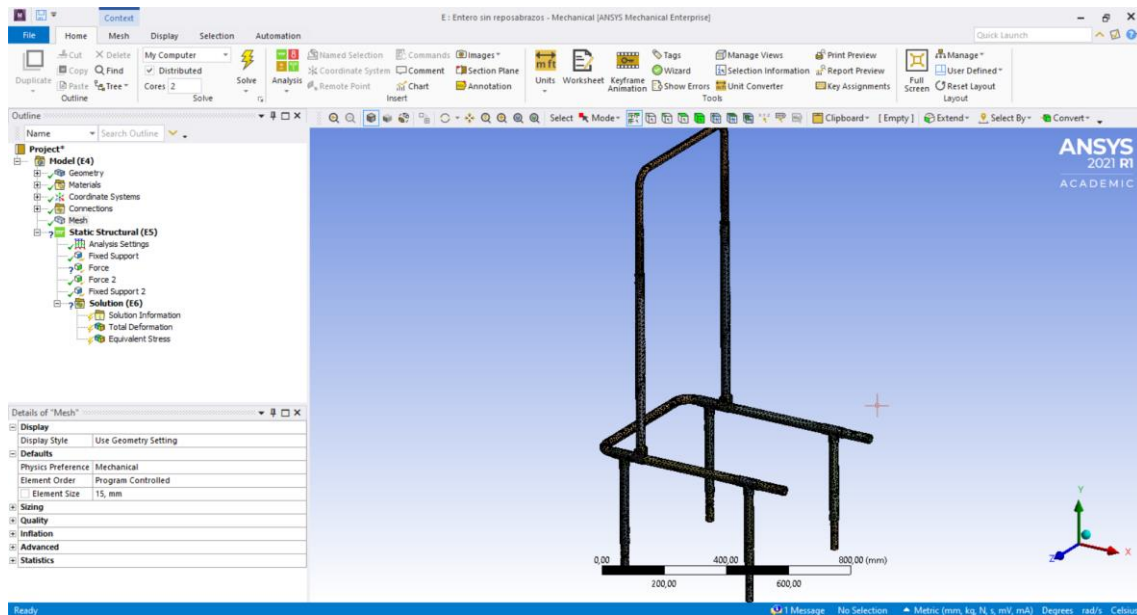 Context
E : Entero sin reposabrazos - Mechanical [ANSYS Mechanical Enterprise]
File Home Mesh Display Selection Automation
Quick Launch
Duplicate
Cut
Copy
Paste
Delete
Find
Tree
Outline
My Computer
Distributed
Cores 2
Solve
Solve
Analysis
Named Selection
Coordinate System
Remote Point
Commands
Comment
Chart
Images
Section Plane
Annotation
Insert
Units
Worksheet
Keyframe
Animation
Tags
Wizard
Show Errors
Manage Views
Selection Information
Unit Converter
Print Preview
Report Preview
Key Assignments
Tools
Full
Screen
Manage
User Defined
Reset Layout
Layout
Outline
Name Search Outline
Select Mode Clipboard [ Empty ] Extend Select By Convert
Project*
Model (E4)
Geometry
Materials
Coordinate Systems
Connections
Mesh
Static Structural (E5)
Analysis Settings
Fixed Support
Force
Force 2
Fixed Support 2
Solution (E6)
Solution Information
Total Deformation
Equivalent Stress
ANSYS
2021 R1
ACADEMIC
Details of "Mesh"
Display
Display Style Use Geometry Setting
Defaults
Physics Preference Mechanical
Element Order Program Controlled
Element Size 15, mm
Sizing
Quality
Inflation
Advanced
Statistics
0,00 400,00 800,00 (mm)
200,00 600,00
Y
X
Z
Ready 1 Message No Selection Metric (mm, kg, N, s, mV, mA) Degrees rad/s Celsius